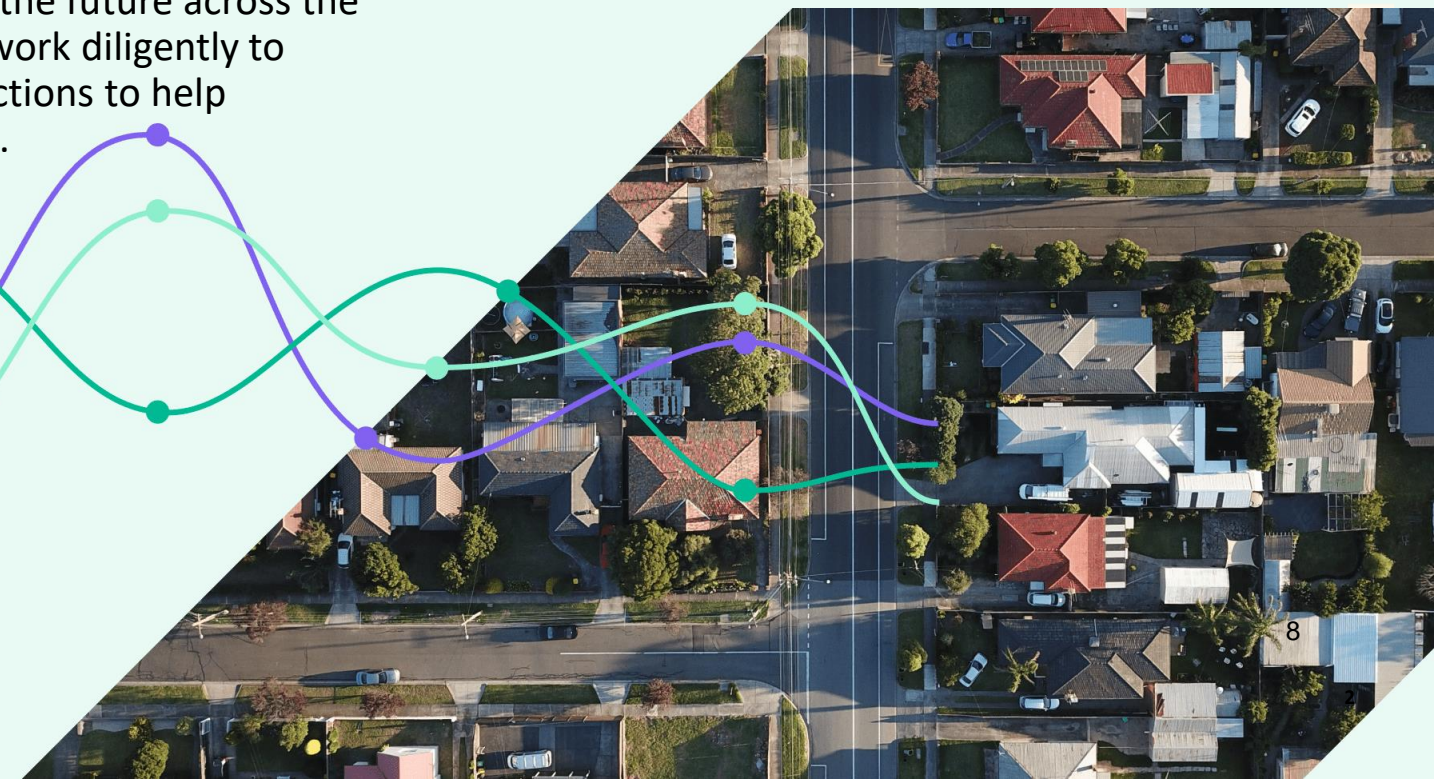 the future across the
work diligently to
ctions to help
.
8
2